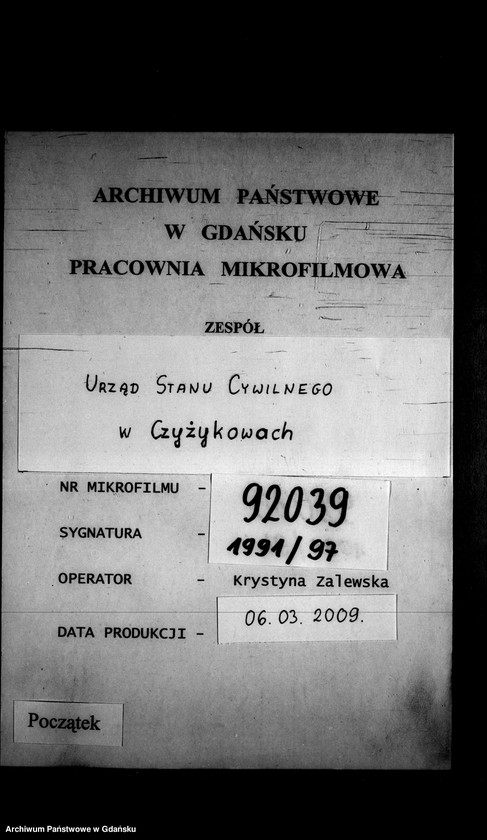 ARCHIWUM PAŃSTWOWE
W GDAŃSKU
PRACOWNIA MIKROFILMOWA
ZESPÓŁ
URZĄD STANU CYWILNEGO
W CZYŻYKOWACH
NR MIKROFILMU - 92039
SYGNATURA - 1991/97
OPERATOR - Krystyna Zalewska
DATA PRODUKCJI - 06.03.2009.
Początek
Archiwum Państwowe w Gdańsku